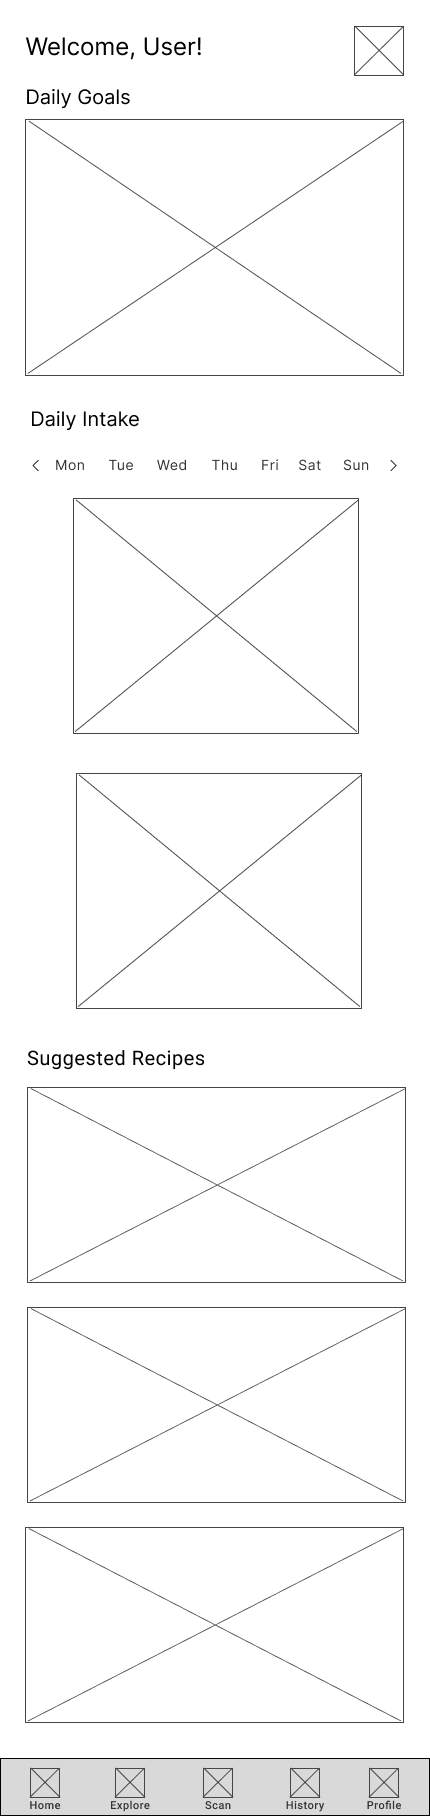 Welcome, User!
Daily Goals
Daily Intake
Mon Tue Wed Thu Fri Sat Sun
Suggested Recipes
Home Explore Scan History Profile